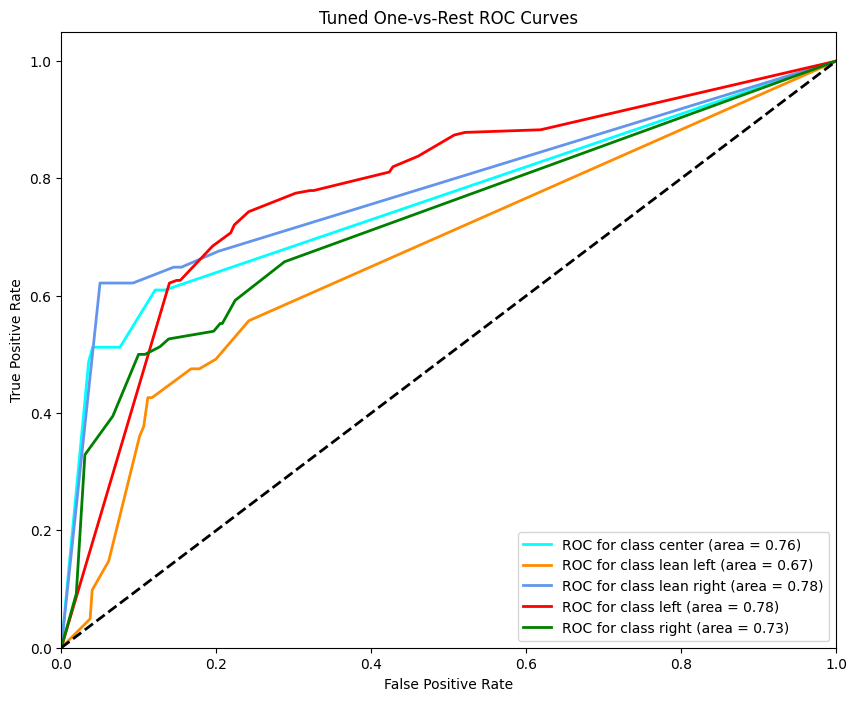 Tuned One-vs-Rest ROC Curves
1.0
0.8
0.6
0.4
0.2
0.0
True Positive Rate
ROC for class center (area = 0.76)
ROC for class lean left (area = 0.67)
ROC for class lean right (area = 0.78)
ROC for class left (area = 0.78)
ROC for class right (area = 0.73)
0.0 0.2 0.4 0.6 0.8 1.0
False Positive Rate